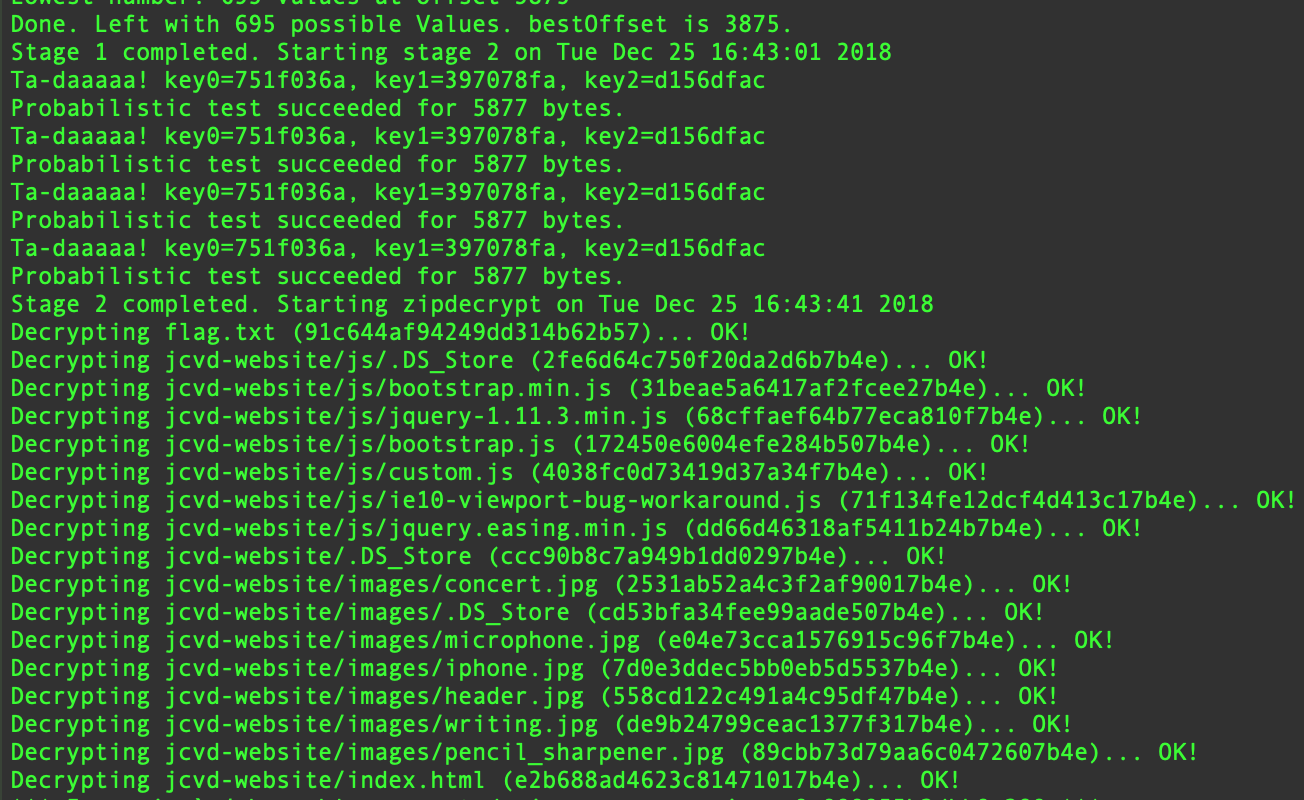 Lowest number: 695 values at offset 3875
Done. Left with 695 possible Values. bestOffset is 3875.
Stage 1 completed. Starting stage 2 on Tue Dec 25 16:43:01 2018
Ta-daaaaa! key0=751f036a, key1=397078fa, key2=d156dfac
Probabilistic test succeeded for 5877 bytes.
Ta-daaaaa! key0=751f036a, key1=397078fa, key2=d156dfac
Probabilistic test succeeded for 5877 bytes.
Ta-daaaaa! key0=751f036a, key1=397078fa, key2=d156dfac
Probabilistic test succeeded for 5877 bytes.
Ta-daaaaa! key0=751f036a, key1=397078fa, key2=d156dfac
Probabilistic test succeeded for 5877 bytes.
Stage 2 completed. Starting zipdecrypt on Tue Dec 25 16:43:41 2018
Decrypting flag.txt (91c644af94249dd314b62b57)... OK!
Decrypting jcvd-website/js/.DS_Store (2fe6d64c750f20da2d6b7b4e)... OK!
Decrypting jcvd-website/js/bootstrap.min.js (31beae5a6417af2fcee27b4e)... OK!
Decrypting jcvd-website/js/jquery-1.11.3.min.js (68cffaef64b77eca810f7b4e)... OK!
Decrypting jcvd-website/js/bootstrap.js (172450e6004efe284b507b4e)... OK!
Decrypting jcvd-website/js/custom.js (4038fc0d73419d37a34f7b4e)... OK!
Decrypting jcvd-website/js/ie10-viewport-bug-workaround.js (71f134fe12dcf4d413c17b4e)... OK!
Decrypting jcvd-website/js/jquery.easing.min.js (dd66d46318af5411b24b7b4e)... OK!
Decrypting jcvd-website/.DS_Store (ccc90b8c7a949b1dd0297b4e)... OK!
Decrypting jcvd-website/images/concert.jpg (2531ab52a4c3f2af90017b4e)... OK!
Decrypting jcvd-website/images/.DS_Store (cd53bfa34fee99aade507b4e)... OK!
Decrypting jcvd-website/images/microphone.jpg (e04e73cca1576915c96f7b4e)... OK!
Decrypting jcvd-website/images/iphone.jpg (7d0e3ddec5bb0eb5d5537b4e)... OK!
Decrypting jcvd-website/images/header.jpg (558cd122c491a4c95df47b4e)... OK!
Decrypting jcvd-website/images/writing.jpg (de9b24799ceac1377f317b4e)... OK!
Decrypting jcvd-website/images/pencil_sharpener.jpg (89cbb73d79aa6c0472607b4e)... OK!
Decrypting jcvd-website/index.html (e2b688ad4623c81471017b4e)... OK!